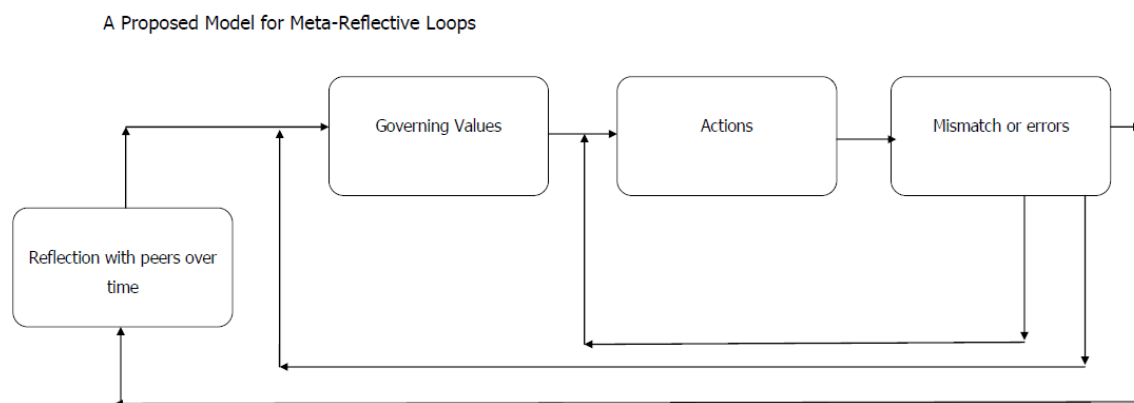 A Proposed Model for Meta-Reflective Loops
Governing Values
Actions
Mismatch or errors
Reflection with peers over
time